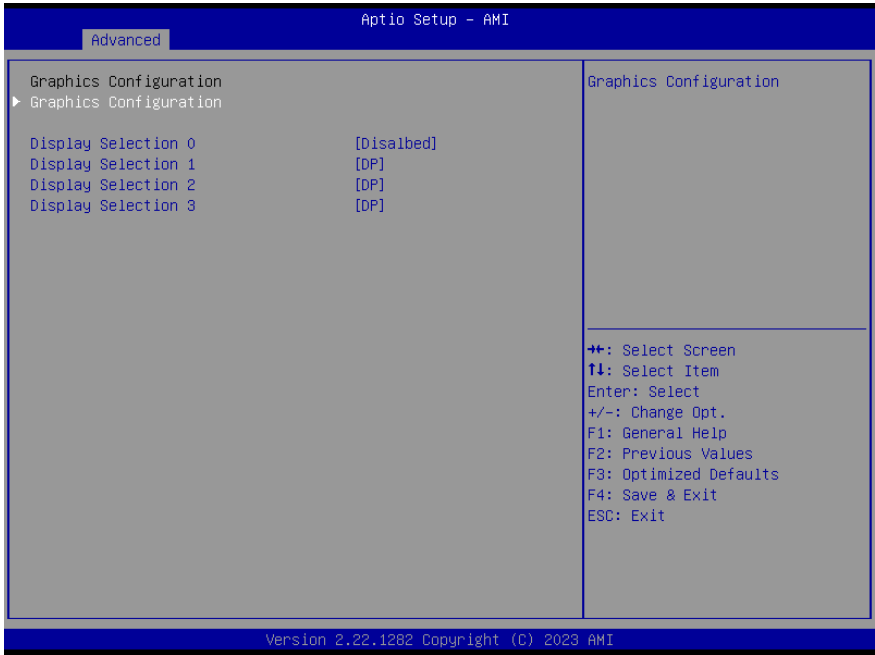 Aptio Setup – AMI
Advanced
Graphics Configuration
▶ Graphics Configuration
Display Selection 0 [Disalbed]
Display Selection 1 [DP]
Display Selection 2 [DP]
Display Selection 3 [DP]
Graphics Configuration
→←: Select Screen
↑↓: Select Item
Enter: Select
+/-: Change Opt.
F1: General Help
F2: Previous Values
F3: Optimized Defaults
F4: Save & Exit
ESC: Exit
Version 2.22.1282 Copyright (C) 2023 AMI